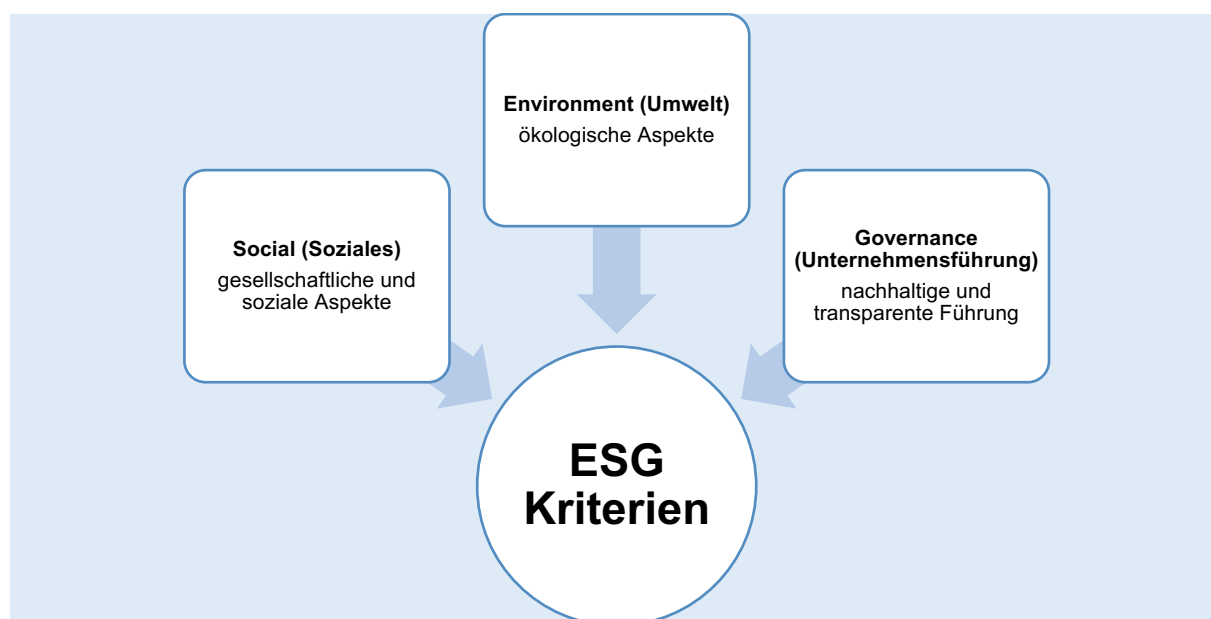 Environment (Umwelt)
ökologische Aspekte
Social (Soziales)
gesellschaftliche und
soziale Aspekte
Governance
(Unternehmensführung)
nachhaltige und
transparente Führung
ESG
Kriterien